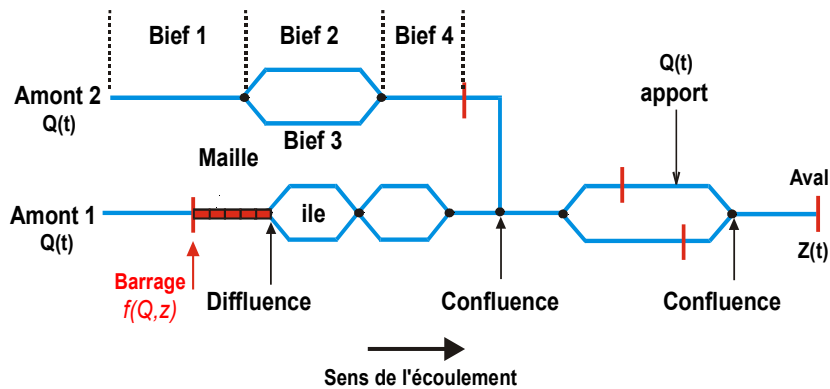 Bief 1
Bief 2
Bief 4
Amont 2
Q(t)
Bief 3
Q(t)
apport
Maille
Amont 1
Q(t)
ile
Aval
Z(t)
Barrage
f(Q,z)
Diffluence
Confluence
Confluence
Sens de l'écoulement